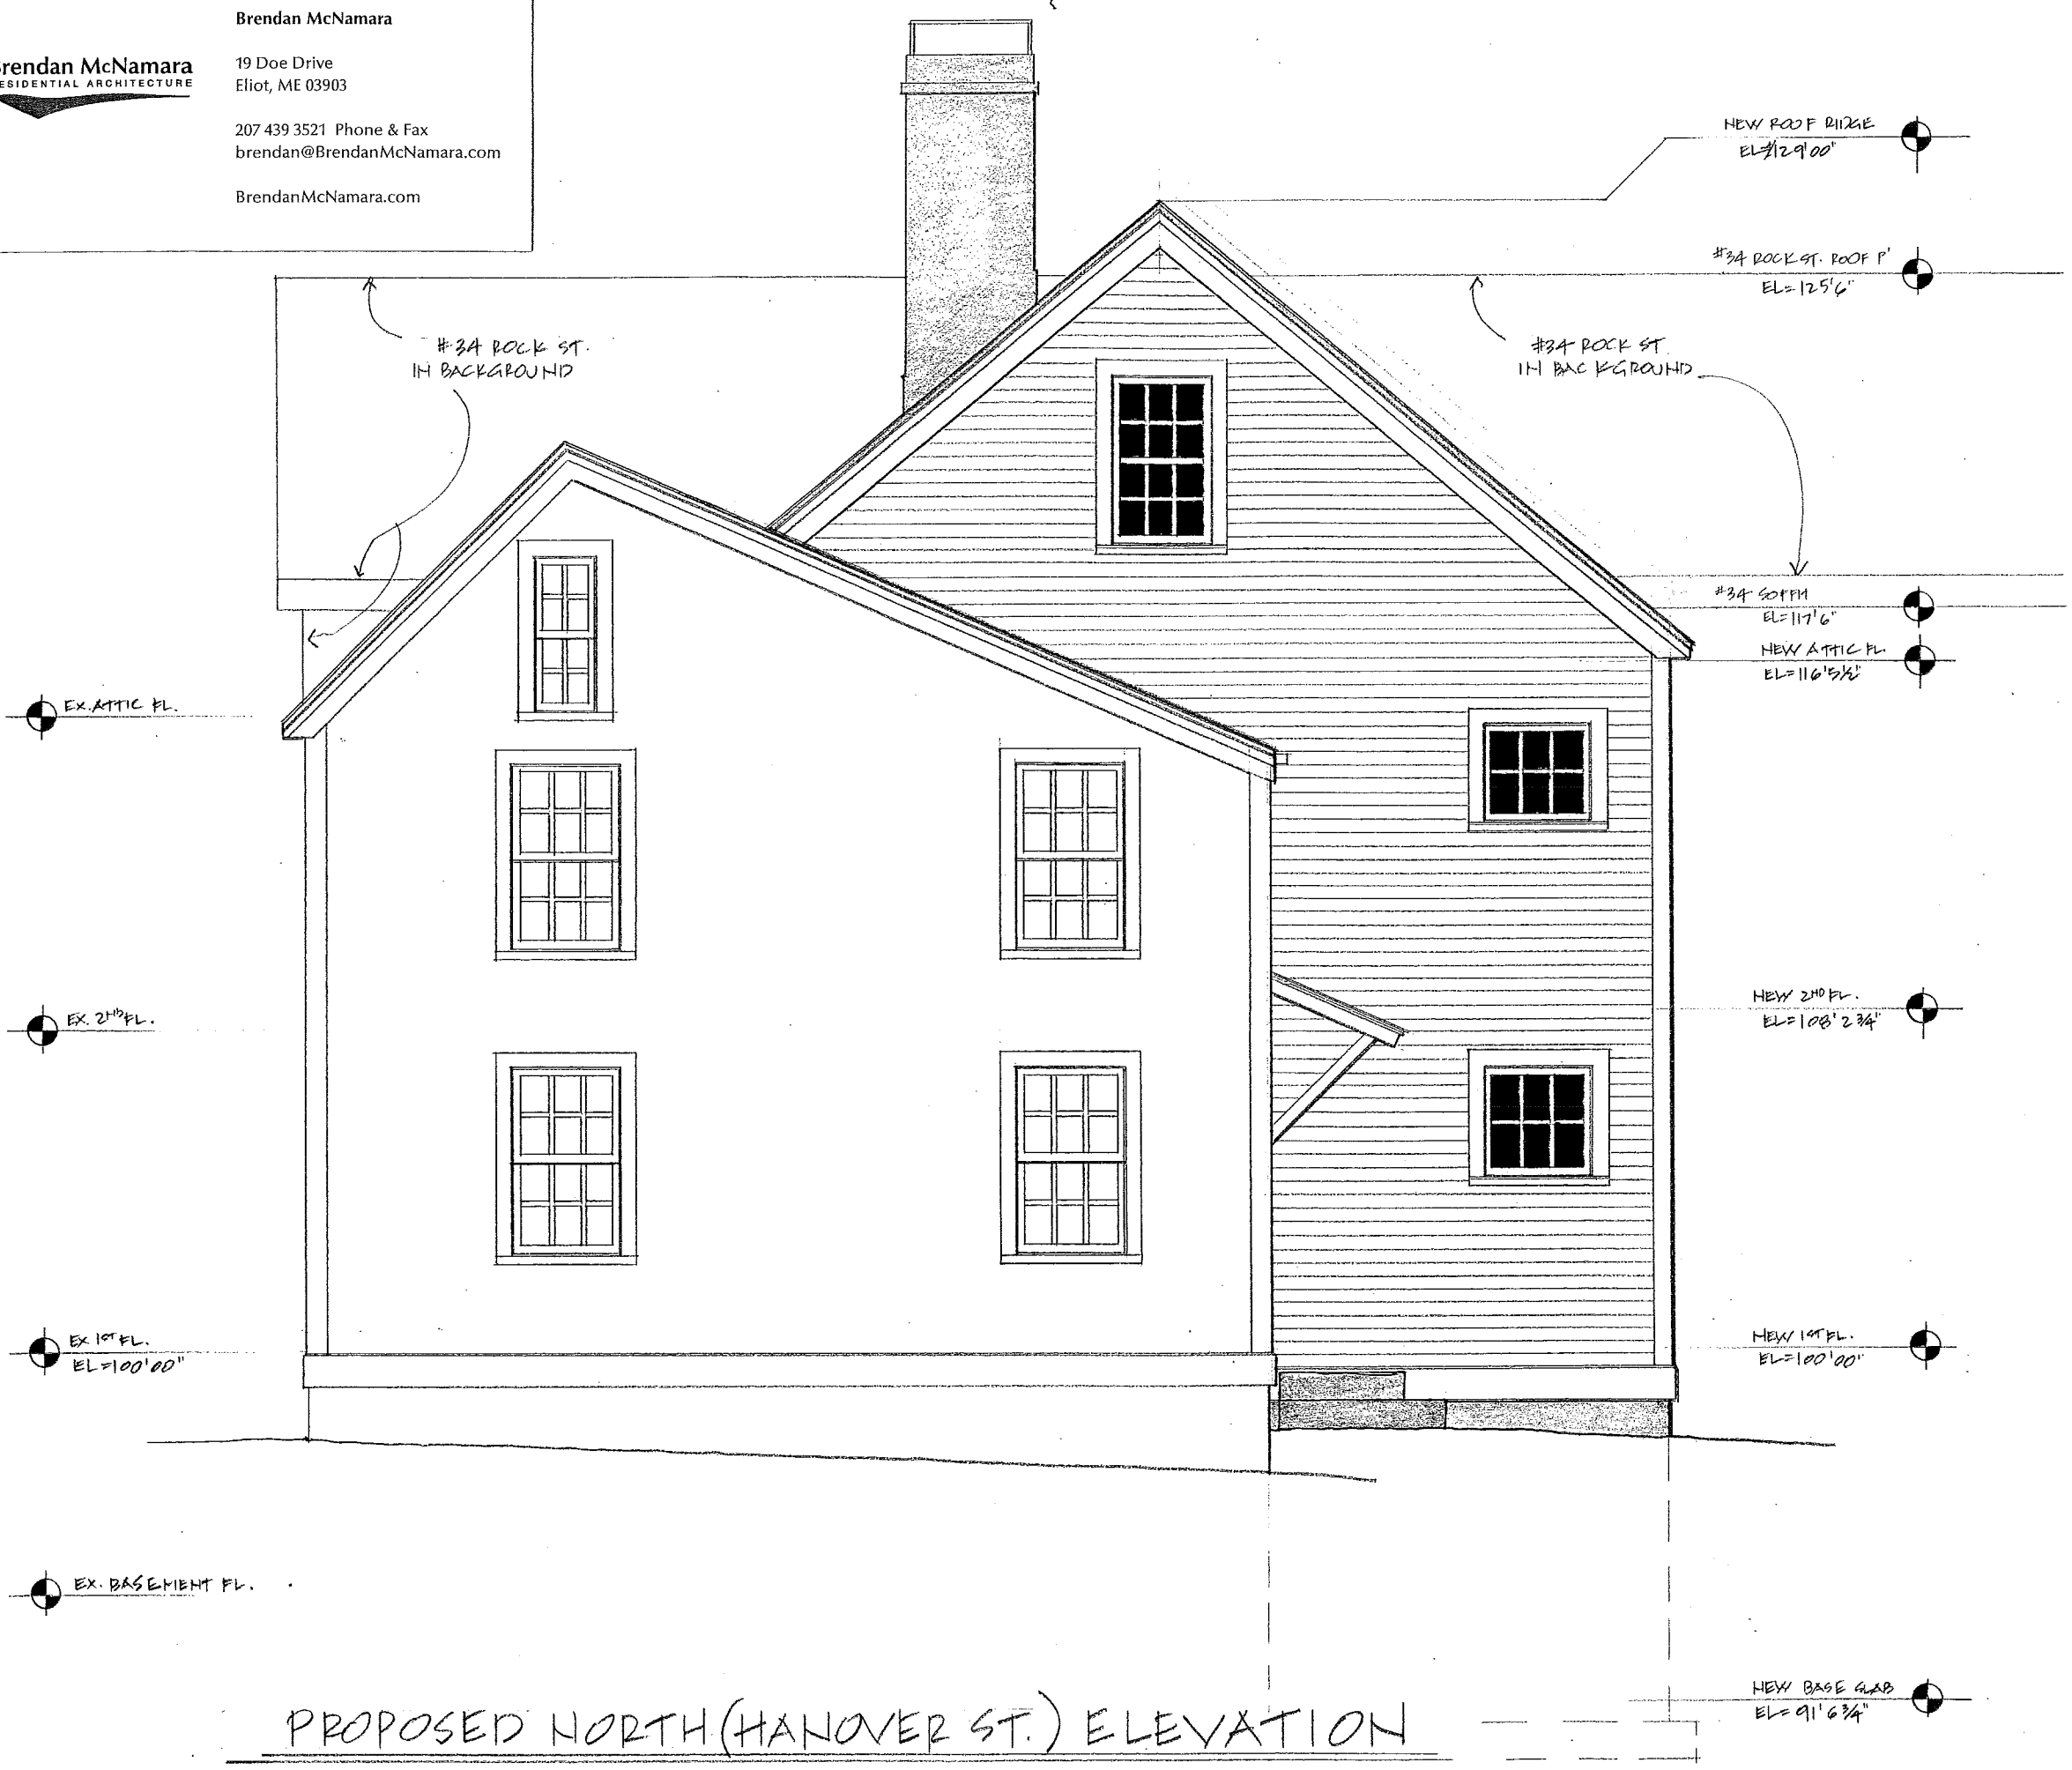 Brendan McNamara
rendan McNamara
ESIDENTIAL ARCHITECTURE
19 Doe Drive
Eliot, ME 03903
207 439 3521 Phone & Fax
brendan@BrendanMcNamara.com
BrendanMcNamara.com
NEW ROOF RIDGE
EL=129'00"
#34 ROCK ST. ROOF P'
EL=125'6"
#34 ROCK ST.
IN BACKGROUND
#34 ROCK ST.
IN BACKGROUND
#34 SOFFIT
EL=117'6"
NEW ATTIC FL.
EL=116'5½"
EX. ATTIC FL.
NEW 2ND FL.
EL=108'2¾"
EX. 2ND FL.
NEW 1ST FL.
EL=100'00"
EX 1ST FL.
EL=100'00"
EX. BASEMENT FL.
NEW BASE SLAB
EL=91'6¾"
PROPOSED NORTH (HANOVER ST.) ELEVATION